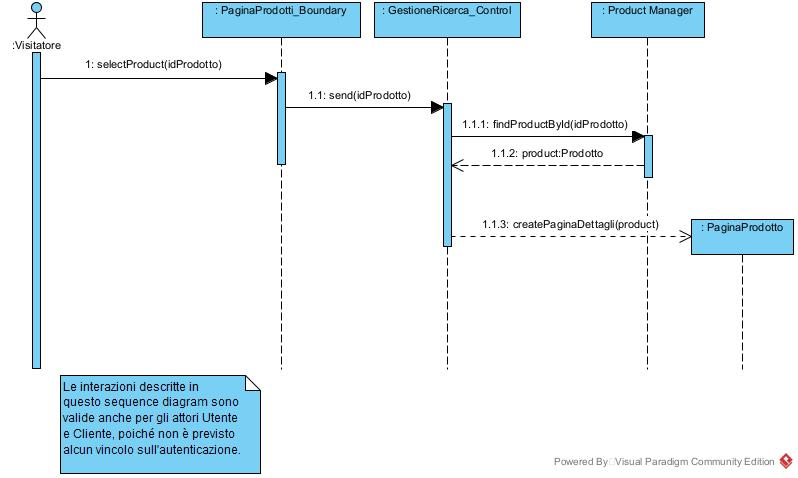 : PaginaProdotti_Boundary
: GestioneRicerca_Control
: Product Manager
:Visitatore
1: selectProduct(idProdotto)
1.1: send(idProdotto)
1.1.1: findProductById(idProdotto)
1.1.2: product:Prodotto
1.1.3: createPaginaDettagli(product)
: PaginaProdotto
Le interazioni descritte in
questo sequence diagram sono
valide anche per gli attori Utente
e Cliente, poiché non è previsto
alcun vincolo sull'autenticazione.
Powered By Visual Paradigm Community Edition